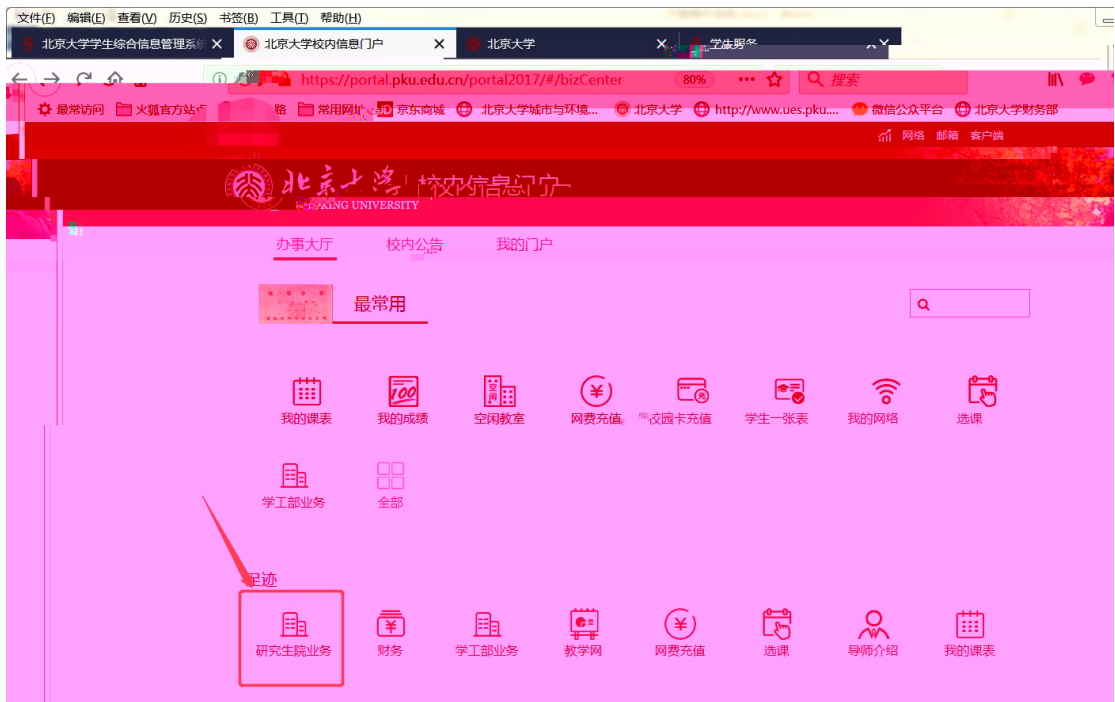 文件(F) 编辑(E) 查看(V) 历史(S) 书签(B) 工具(T) 帮助(H)
北京大学学生综合信息管理系统 × 北京大学校内信息门户 × 北京大学 ×
https://portal.pku.edu.cn/portal2017/#/bizCenter 80% 搜索
最常访问 火狐官方站点 常用网址 JD 京东商城 北京大学城市与环境... 北京大学 http://www.ues.pku.... 微信公众平台 北京大学财务部
网络 邮箱 客户端
北京大学 校内信息门户
UNIVERSITY
办事大厅 校内公告 我的门户
最常用
我的课表 我的成绩 空闲教室 网费充值 校园卡充值 学生一张表 我的网络 选课
学工部业务 全部
足迹
研究生院业务 财务 学工部业务 教学网 网费充值 选课 导师介绍 我的课表